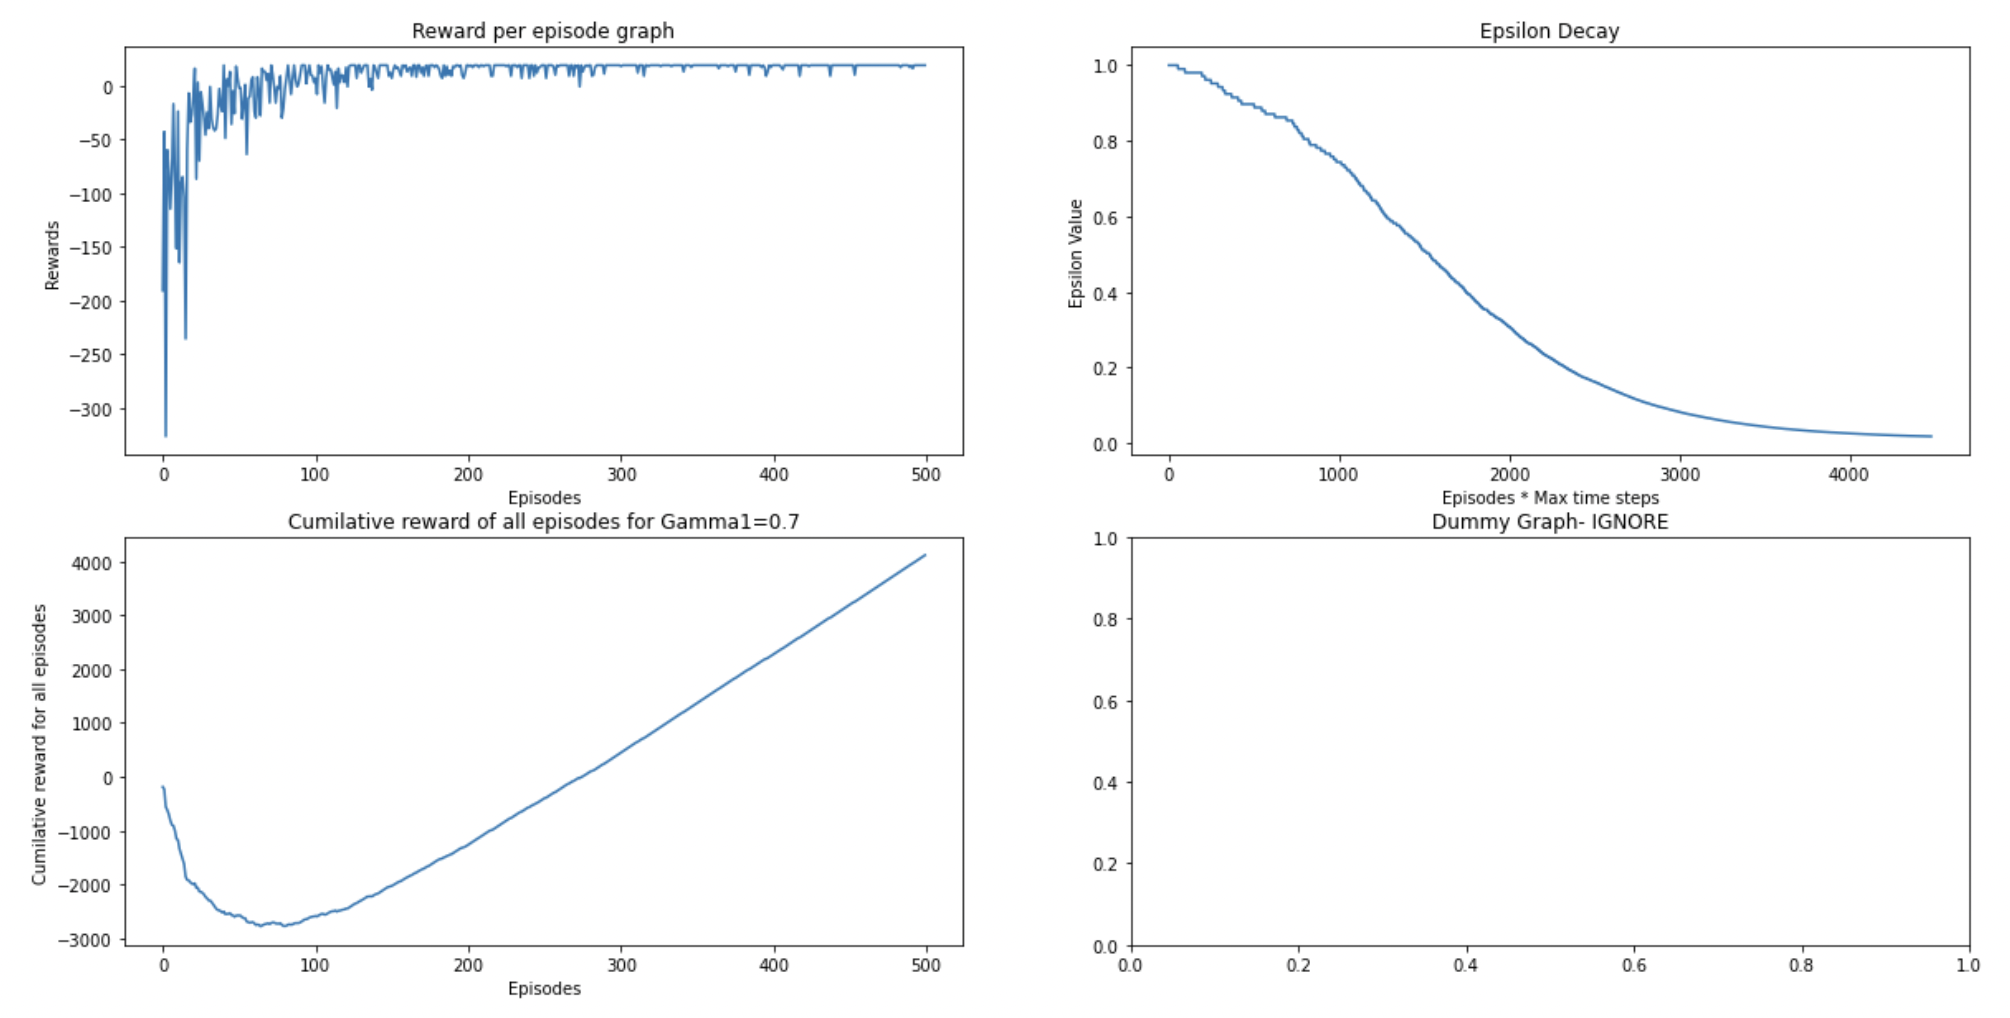 Reward per episode graph
0
−50
−100
−150
−200
−250
−300
Rewards
0 100 200 300 400 500
Episodes
Epsilon Decay
1.0
0.8
0.6
0.4
0.2
0.0
Epsilon Value
0 1000 2000 3000 4000
Episodes * Max time steps
Cumilative reward of all episodes for Gamma1=0.7
4000
3000
2000
1000
0
−1000
−2000
−3000
Cumilative reward for all episodes
0 100 200 300 400 500
Episodes
Dummy Graph- IGNORE
1.0
0.8
0.6
0.4
0.2
0.0
0.0 0.2 0.4 0.6 0.8 1.0